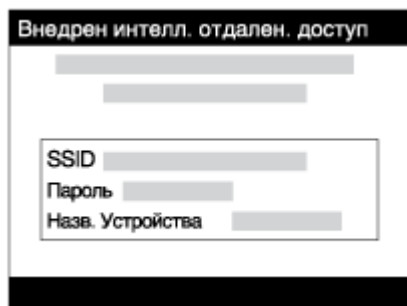 Внедрен интелл. отдален. доступ
SSID
Пароль
Назв. Устройства